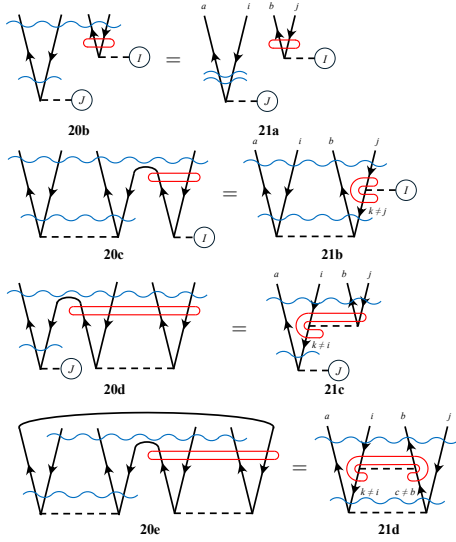 a i b j
I = I
J J
20b 21a
a i b j
= I
k ≠ j
I
20c 21b
a i b j
=
k ≠ i
J J
20d 21c
a i b j
=
k ≠ i c ≠ b
20e 21d